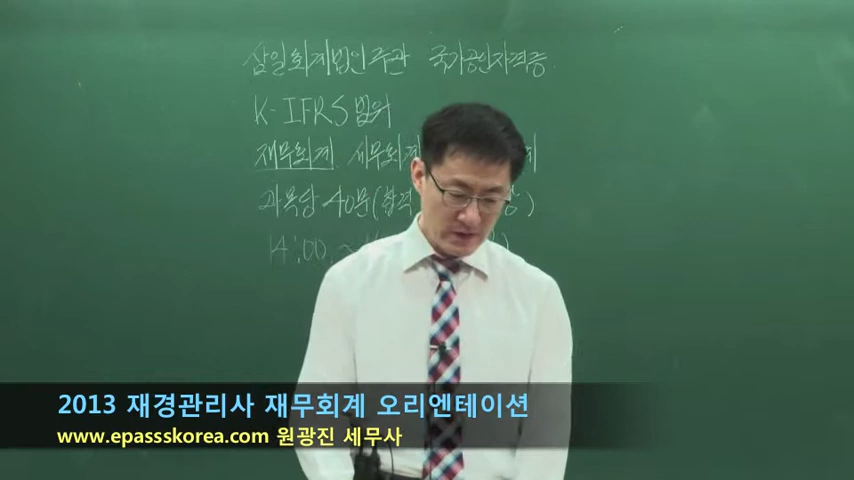 삼일회계법인주관 국가공인자격증
K-IFRS 범위
재무회계 세무회계
과목당 40문(합격
14:00 ~
2013 재경관리사 재무회계 오리엔테이션
www.epassskorea.com 원광진 세무사